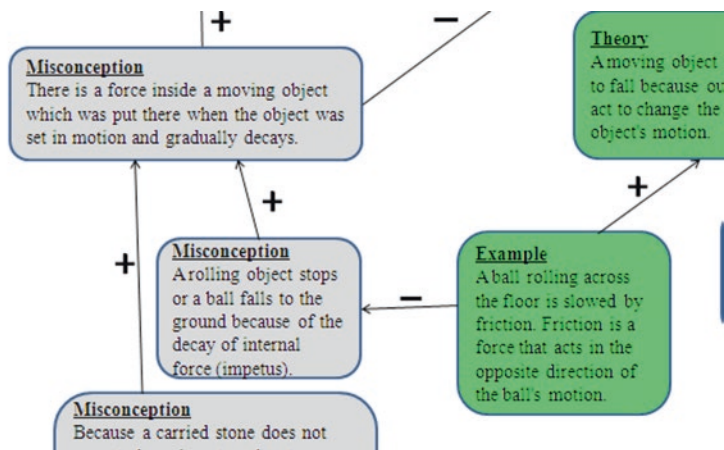 +
−
Misconception
There is a force inside a moving object
which was put there when the object was
set in motion and gradually decays.
Theory
A moving object
to fall because
act to change the
object's motion.
+
+
+
Misconception
A rolling object stops
or a ball falls to the
ground because of the
decay of internal
force (impetus).
−
Example
A ball rolling across
the floor is slowed by
friction. Friction is a
force that acts in the
opposite direction of
the ball's motion.
Misconception
Because a carried stone does not